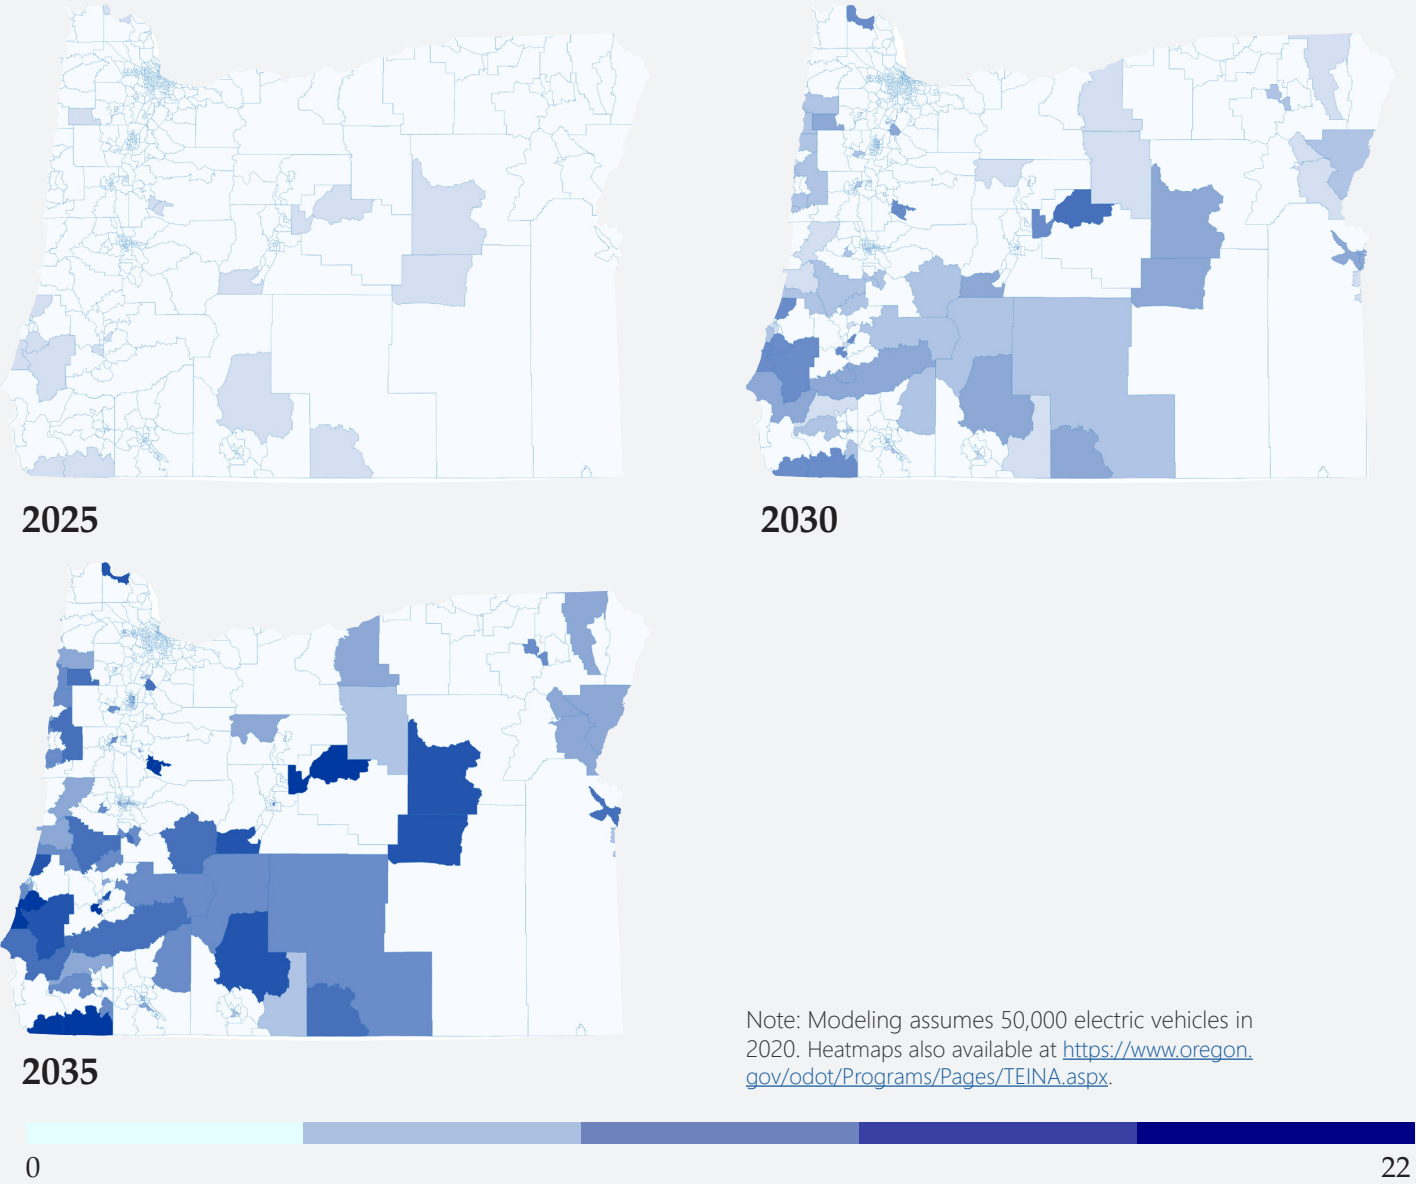 2025
2030
2035
Note: Modeling assumes 50,000 electric vehicles in
2020. Heatmaps also available at https://www.oregon.
gov/odot/Programs/Pages/TEINA.aspx.
0
22